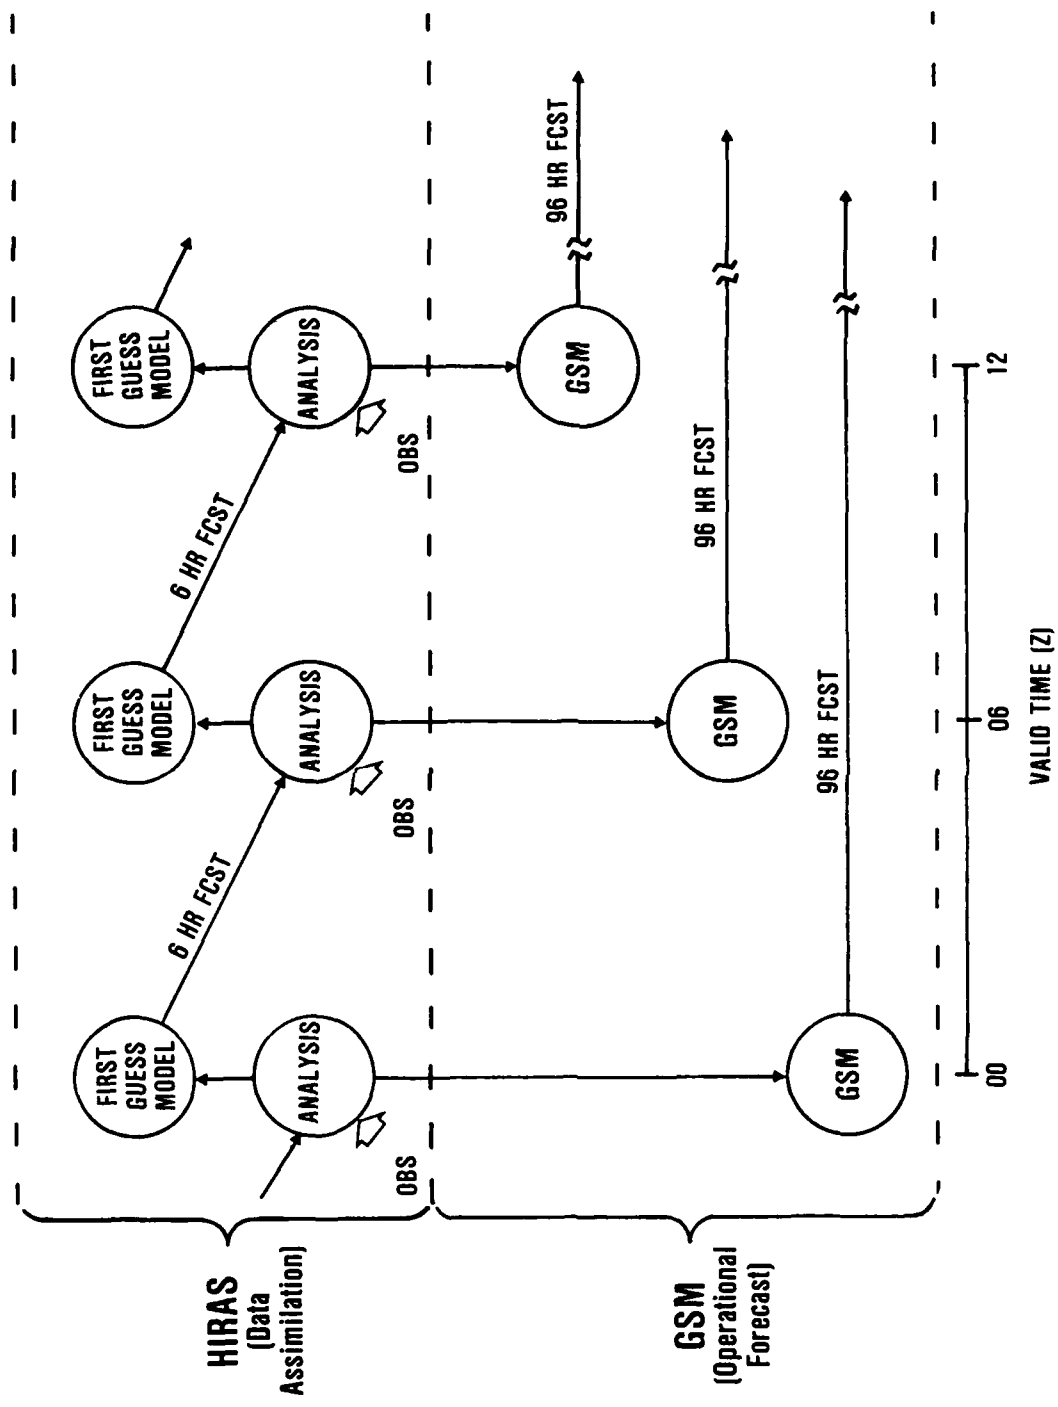 HIRAS
(Data
Assimilation)
FIRST
GUESS
MODEL
6 HR FCST
FIRST
GUESS
MODEL
6 HR FCST
FIRST
GUESS
MODEL
ANALYSIS
ANALYSIS
ANALYSIS
OBS
OBS
OBS
GSM
(Operational
Forecast)
GSM
96 HR FCST
GSM
96 HR FCST
GSM
96 HR FCST
00
06
12
VALID TIME (Z)